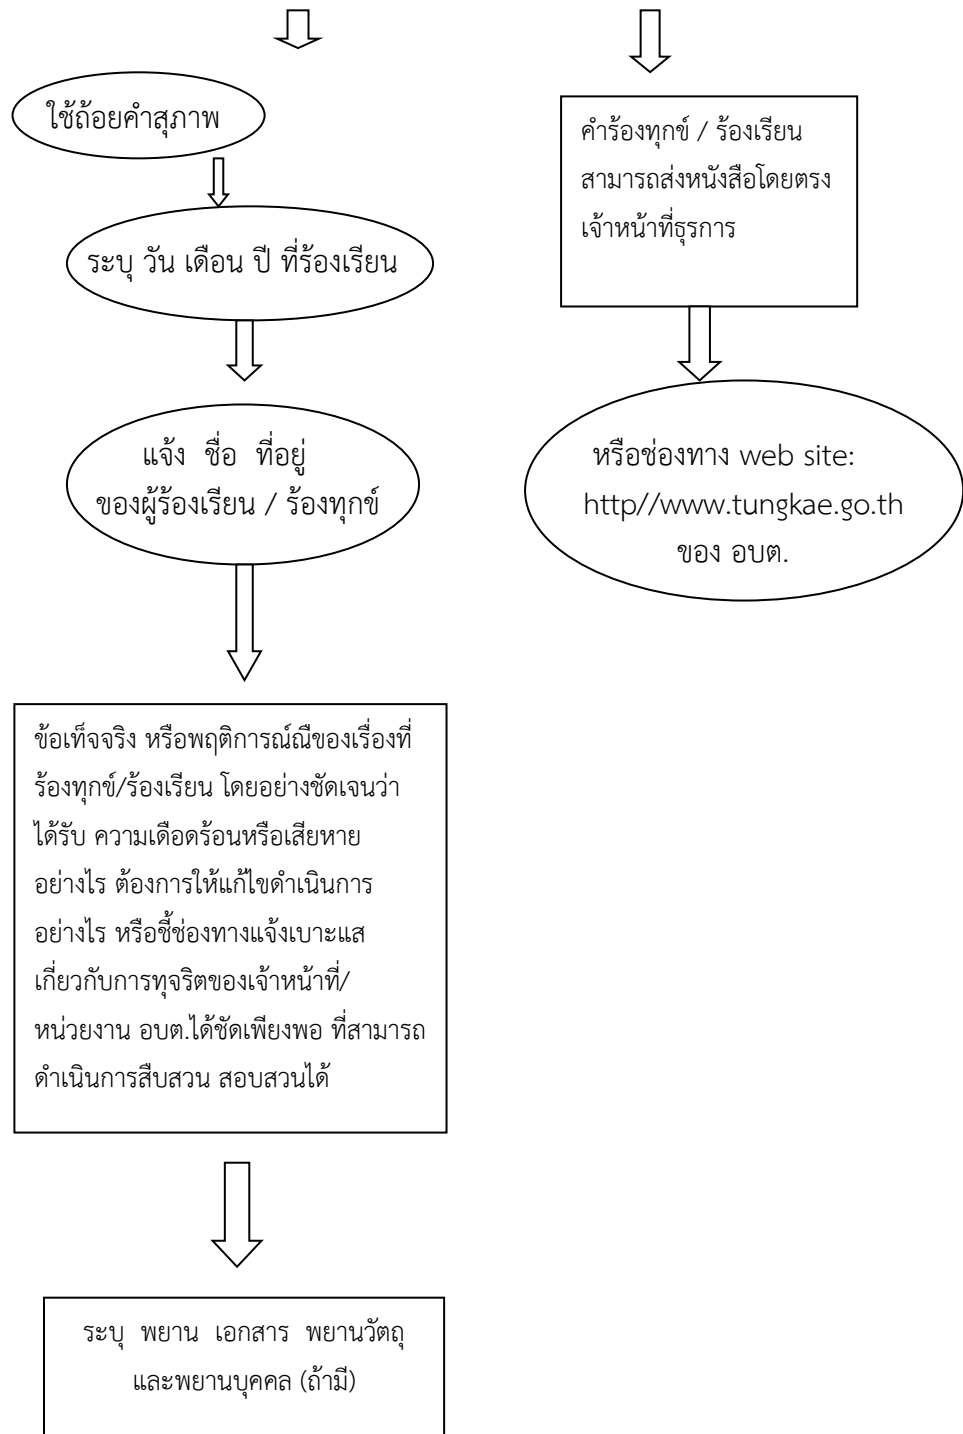 ใช้ถ้อยคำสุภาพ
ระบุ วัน เดือน ปี ที่ร้องเรียน
แจ้ง ชื่อ ที่อยู่
ของผู้ร้องเรียน / ร้องทุกข์
ข้อเท็จจริง หรือพฤติการณ์ณืของเรื่องที่
ร้องทุกข์/ร้องเรียน โดยอย่างชัดเจนว่า
ได้รับ ความเดือดร้อนหรือเสียหาย
อย่างไร ต้องการให้แก้ไขดำเนินการ
อย่างไร หรือชี้ช่องทางแจ้งเบาะแส
เกี่ยวกับการทุจริตของเจ้าหน้าที่/
หน่วยงาน อบต.ได้ชัดเพียงพอ ที่สามารถ
ดำเนินการสืบสวน สอบสวนได้
ระบุ พยาน เอกสาร พยานวัตถุ
และพยานบุคคล (ถ้ามี)
คำร้องทุกข์ / ร้องเรียน
สามารถส่งหนังสือโดยตรง
เจ้าหน้าที่ธุรการ
หรือช่องทาง web site:
http//www.tungkae.go.th
ของ อบต.